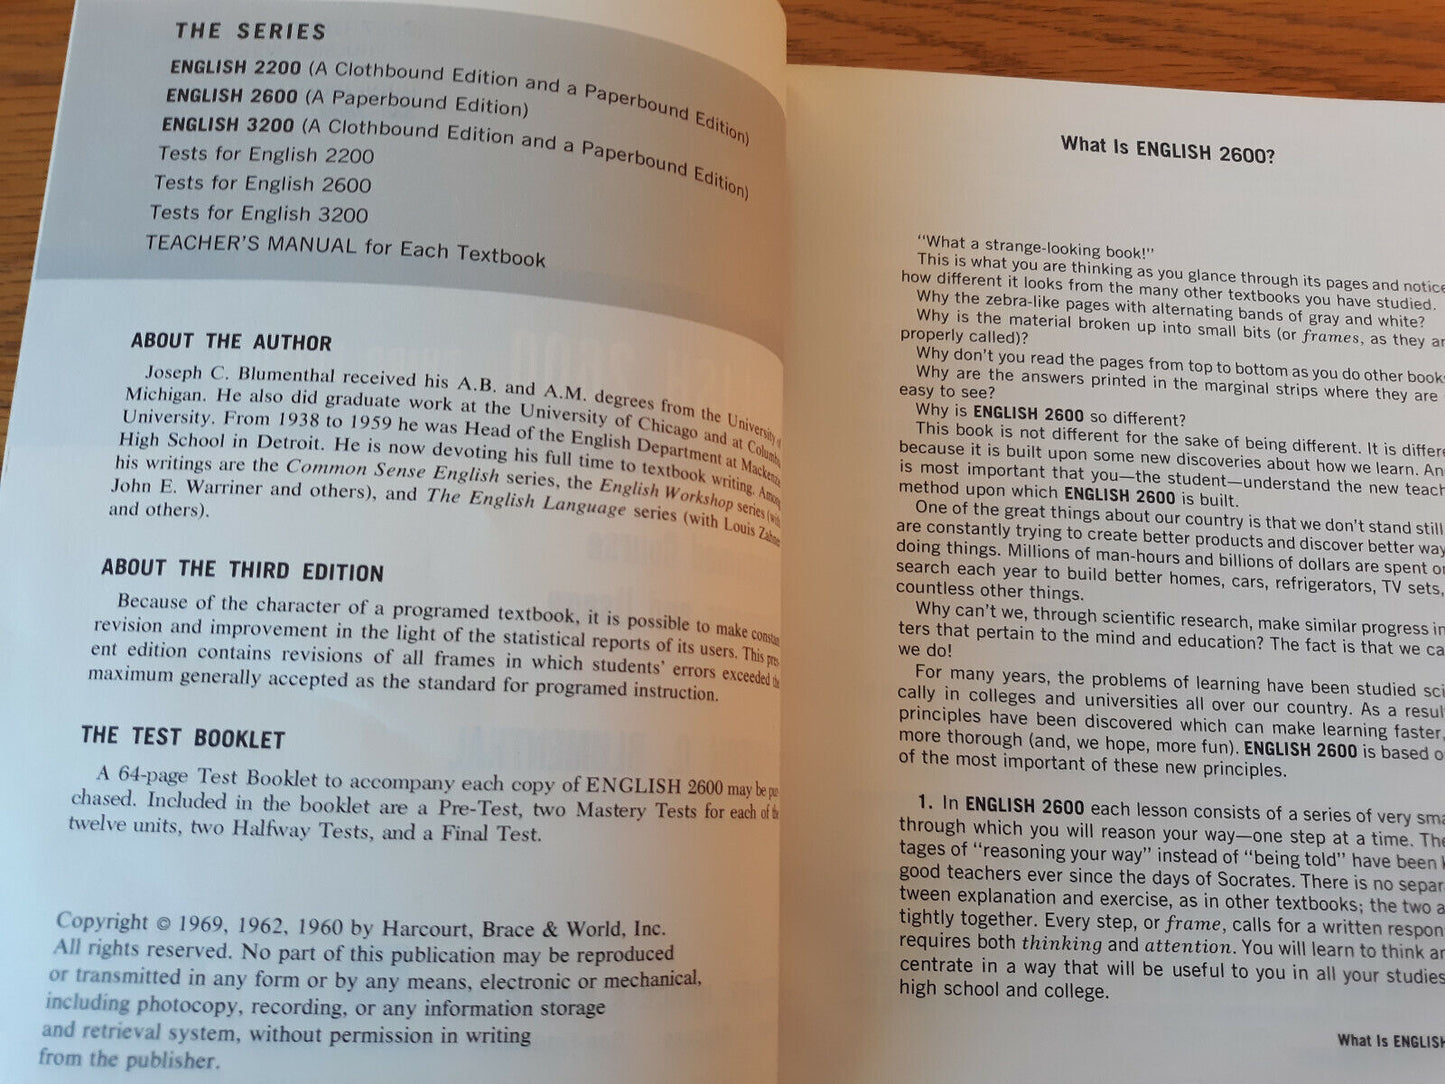 THE SERIES
ENGLISH 2200 (A Clothbound Edition and a Paperbound Edition)
ENGLISH 2600 (A Paperbound Edition)
ENGLISH 3200 (A Clothbound Edition and a Paperbound Edition)
Tests for English 2200
Tests for English 2600
Tests for English 3200
TEACHER'S MANUAL for Each Textbook
ABOUT THE AUTHOR
Joseph C. Blumenthal received his A.B. and A.M. degrees from the University of
Michigan. He also did graduate work at the University of Chicago and at Columbia
University. From 1938 to 1959 he was Head of the English Department at Mackenzie
High School in Detroit. He is now devoting his full time to textbook writing. Among
his writings are the Common Sense English series, the English Workshop series (with
John E. Warriner and others), and The English Language series (with Louis Zahner
and others).
ABOUT THE THIRD EDITION
Because of the character of a programed textbook, it is possible to make constan
revision and improvement in the light of the statistical reports of its users. This pres
ent edition contains revisions of all frames in which students' errors exceeded the
maximum generally accepted as the standard for programed instruction.
THE TEST BOOKLET
A 64-page Test Booklet to accompany each copy of ENGLISH 2600 may be pur
chased. Included in the booklet are a Pre-Test, two Mastery Tests for each of the
twelve units, two Halfway Tests, and a Final Test.
Copyright © 1969, 1962, 1960 by Harcourt, Brace & World, Inc.
All rights reserved. No part of this publication may be reproduced
or transmitted in any form or by any means, electronic or mechanical,
including photocopy, recording, or any information storage
and retrieval system, without permission in writing
from the publisher.
What Is ENGLISH 2600?
"What a strange-looking book!"
This is what you are thinking as you glance through its pages and notice
how different it looks from the many other textbooks you have studied.
Why the zebra-like pages with alternating bands of gray and white?
Why is the material broken up into small bits (or frames, as they ar
properly called)?
Why don't you read the pages from top to bottom as you do other book
Why are the answers printed in the marginal strips where they are
easy to see?
Why is ENGLISH 2600 so different?
This book is not different for the sake of being different. It is differe
because it is built upon some new discoveries about how we learn. An
is most important that you—the student—understand the new teach
method upon which ENGLISH 2600 is built.
One of the great things about our country is that we don't stand still
are constantly trying to create better products and discover better way
doing things. Millions of man-hours and billions of dollars are spent o
search each year to build better homes, cars, refrigerators, TV sets,
countless other things.
Why can't we, through scientific research, make similar progress in
ters that pertain to the mind and education? The fact is that we ca
we do!
For many years, the problems of learning have been studied sci
cally in colleges and universities all over our country. As a resul
principles have been discovered which can make learning faster,
more thorough (and, we hope, more fun). ENGLISH 2600 is based o
of the most important of these new principles.
1. In ENGLISH 2600 each lesson consists of a series of very sma
through which you will reason your way—one step at a time. The
tages of "reasoning your way" instead of "being told" have been k
good teachers ever since the days of Socrates. There is no separ
tween explanation and exercise, as in other textbooks; the two a
tightly together. Every step, or frame, calls for a written respon
requires both thinking and attention. You will learn to think an
centrate in a way that will be useful to you in all your studies
high school and college.
What Is ENGLISH